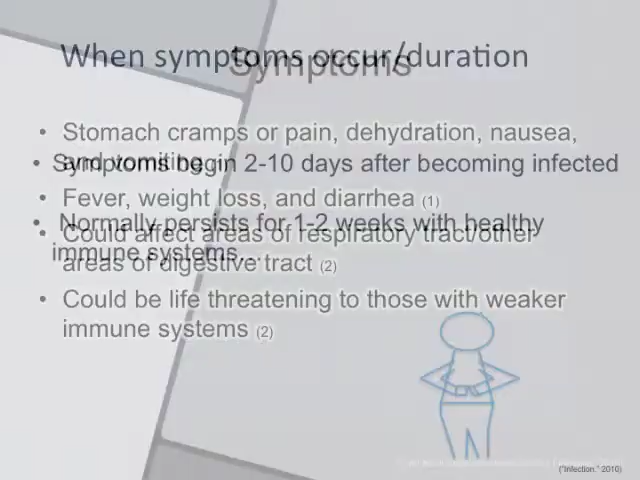 When symptoms occur/duration
Symptoms
• Stomach cramps or pain, dehydration, nausea,
and vomiting
• Symptoms begin 2-10 days after becoming infected
• Fever, weight loss, and diarrhea (1)
• Normally persists for 1-2 weeks with healthy
immune systems...
• Could affect areas of respiratory tract/other
areas of digestive tract (2)
• Could be life threatening to those with weaker
immune systems (2)
("Infection." 2010)